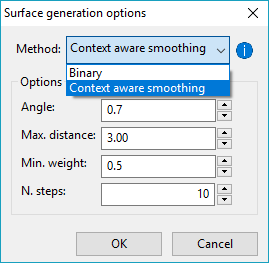 Surface generation options
Method: Context aware smoothing
Binary
Context aware smoothing
Options
Angle: 0.7
Max. distance: 3.00
Min. weight: 0.5
N. steps: 10
OK Cancel